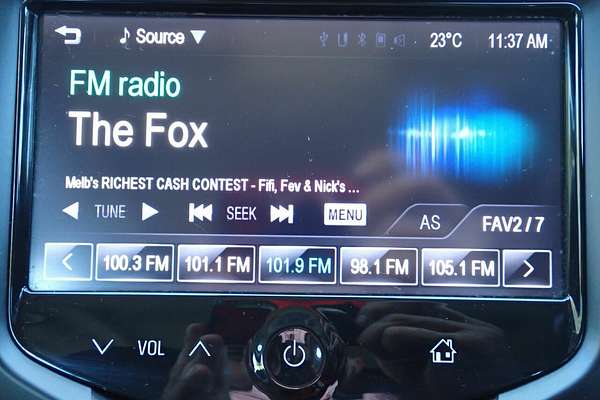 Source 23°C 11:37 AM
FM radio
The Fox
Melb's RICHEST CASH CONTEST - Fifi, Fev & Nick's ...
TUNE SEEK MENU AS FAV2 / 7
100.3 FM 101.1 FM 101.9 FM 98.1 FM 105.1 FM
VOL